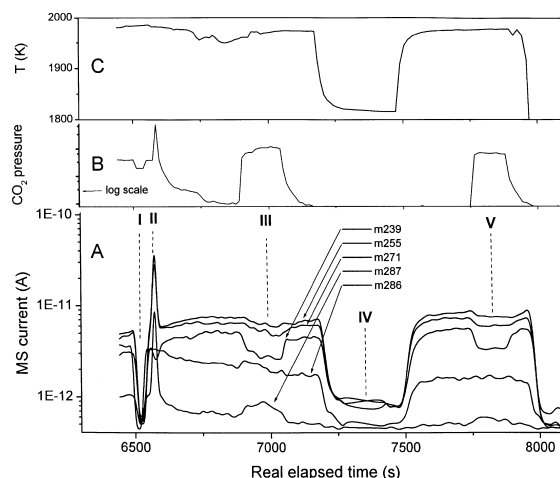 2000
1900
1800
T (K)
C
CO2 pressure
B
log scale
1E-10
1E-11
1E-12
MS current (A)
A
I II III V
m239
m255
m271
m287
m286
IV
6500 7000 7500 8000
Real elapsed time (s)